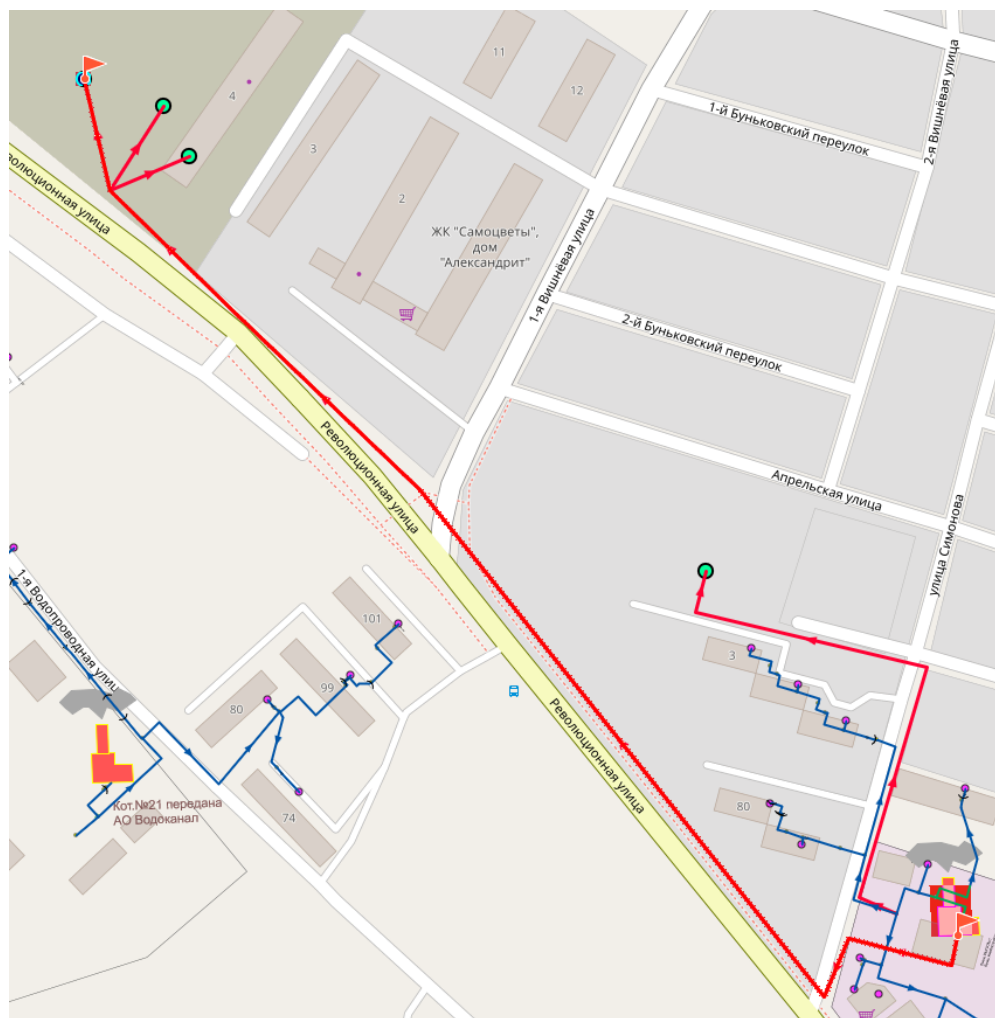 11
12
4
3
2
1-й Буньковский переулок
2-я Вишнёвая улица
Революционная улица
ЖК "Самоцветы",
дом
"Александрит"
1-я Вишнёвая улица
2-й Буньковский переулок
Революционная улица
Апрельская улица
улица Симонова
1-я Водопроводная улиц
101
99
80
74
3
80
Революционная улица
Кот.№21 передана
АО Водоканал